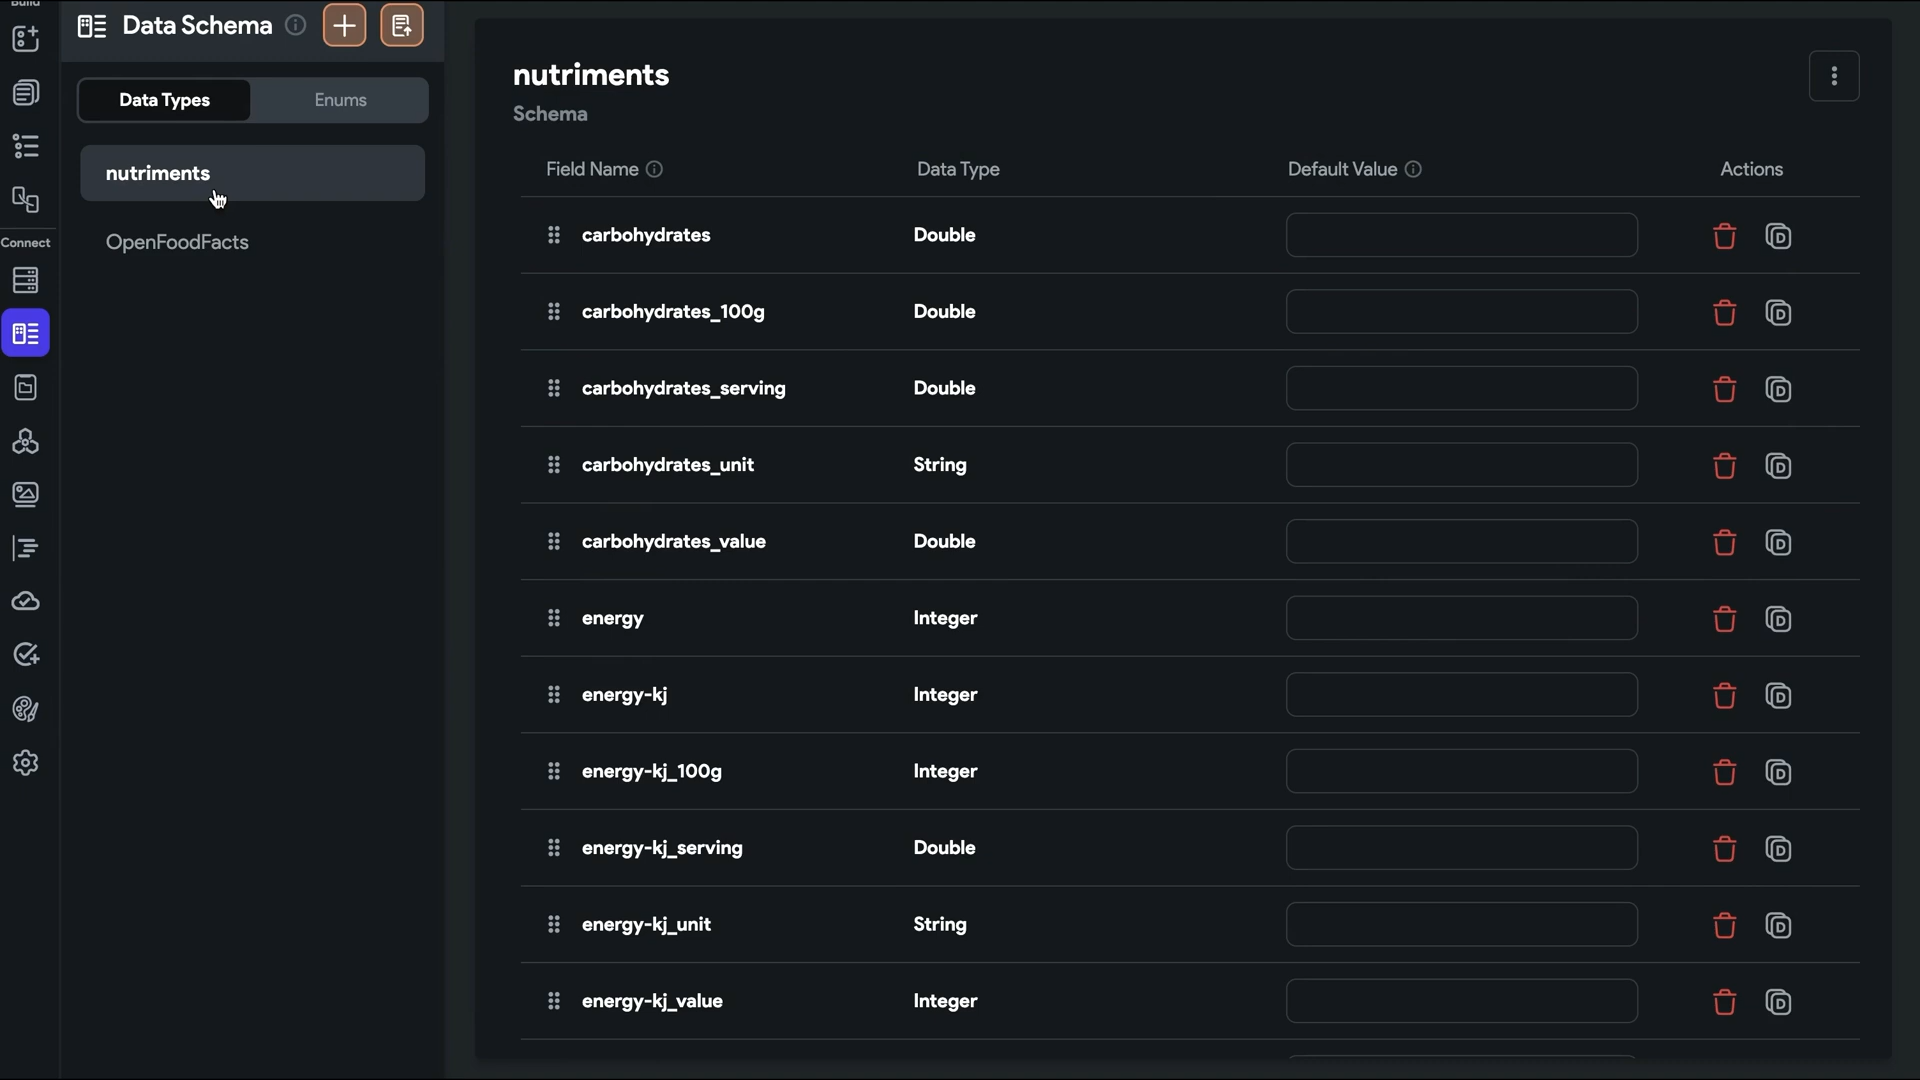 Build
Data Schema
Data Types
Enums
nutriments
OpenFoodFacts
Connect
nutriments
Schema
Field Name
Data Type
Default Value
Actions
carbohydrates
Double
carbohydrates_100g
Double
carbohydrates_serving
Double
carbohydrates_unit
String
carbohydrates_value
Double
energy
Integer
energy-kj
Integer
energy-kj_100g
Integer
energy-kj_serving
Double
energy-kj_unit
String
energy-kj_value
Integer